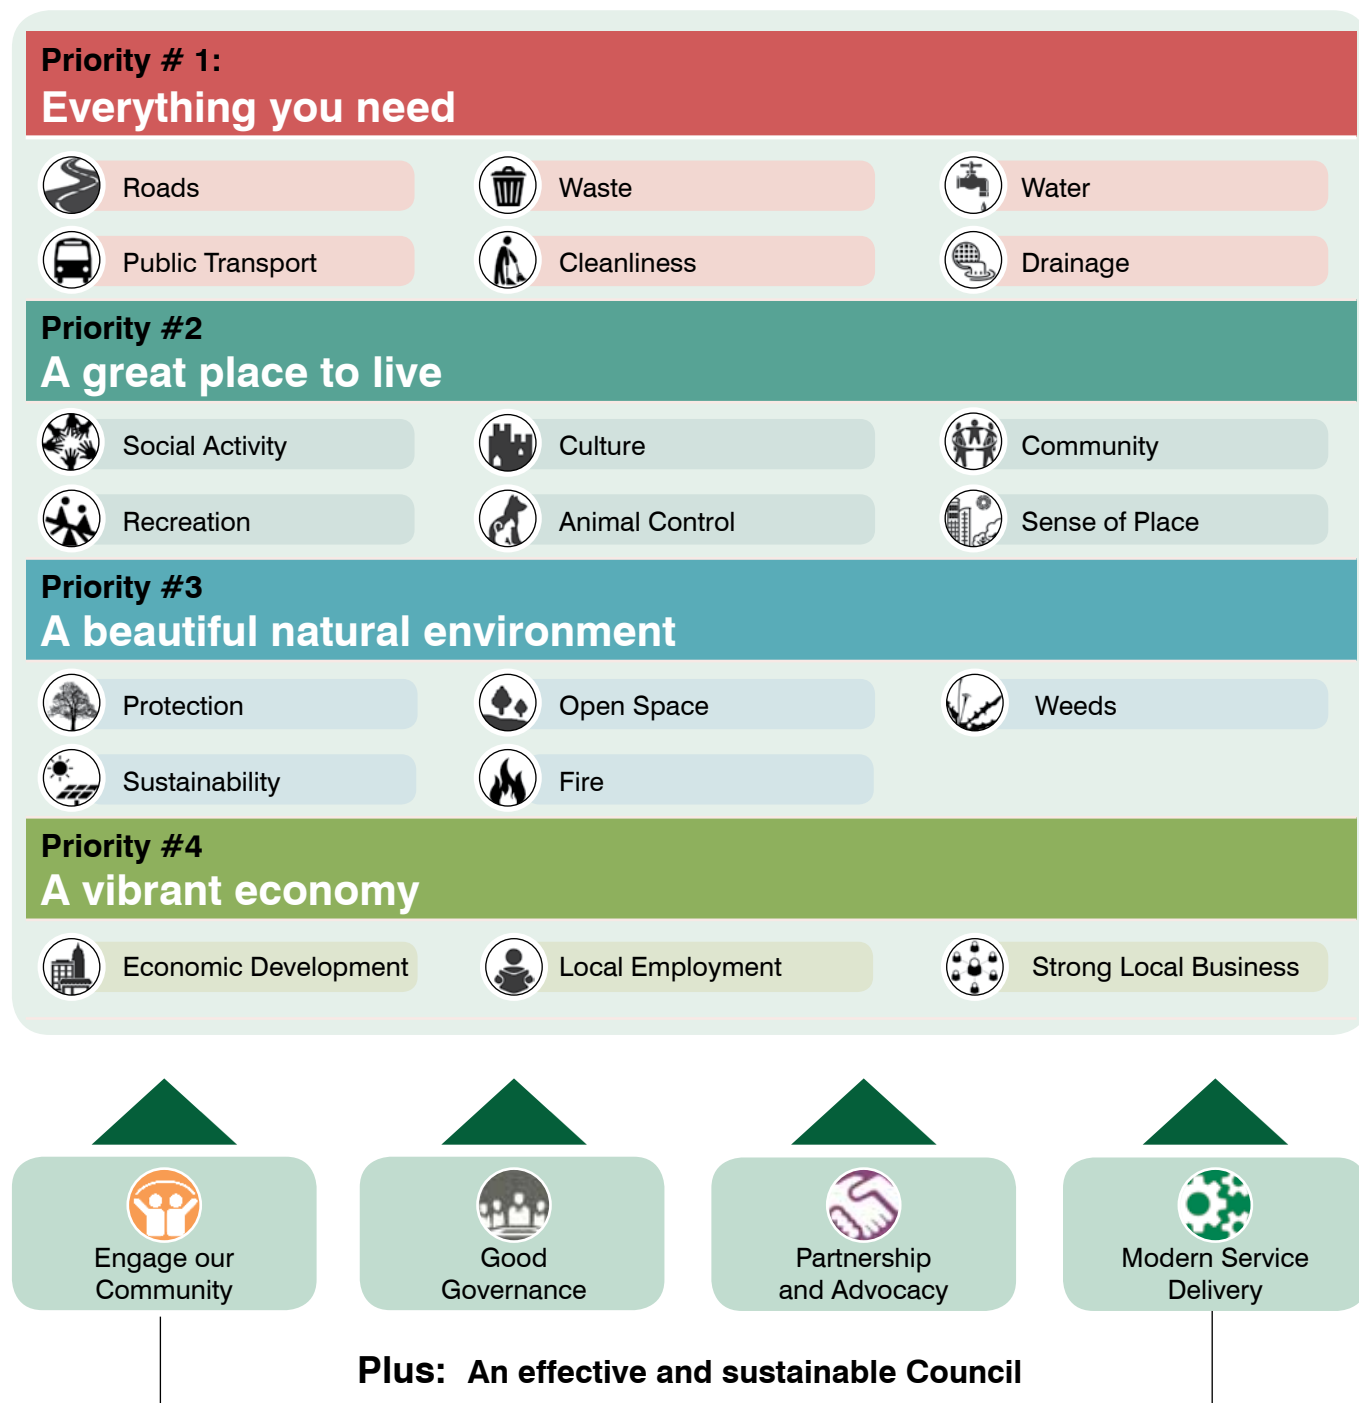 Priority # 1:
Everything you need
Roads
Waste
Water
Public Transport
Cleanliness
Drainage
Priority #2
A great place to live
Social Activity
Culture
Community
Recreation
Animal Control
Sense of Place
Priority #3
A beautiful natural environment
Protection
Open Space
Weeds
Sustainability
Fire
Priority #4
A vibrant economy
Economic Development
Local Employment
Strong Local Business
Engage our
Community
Good
Governance
Partnership
and Advocacy
Modern Service
Delivery
Plus: An effective and sustainable Council